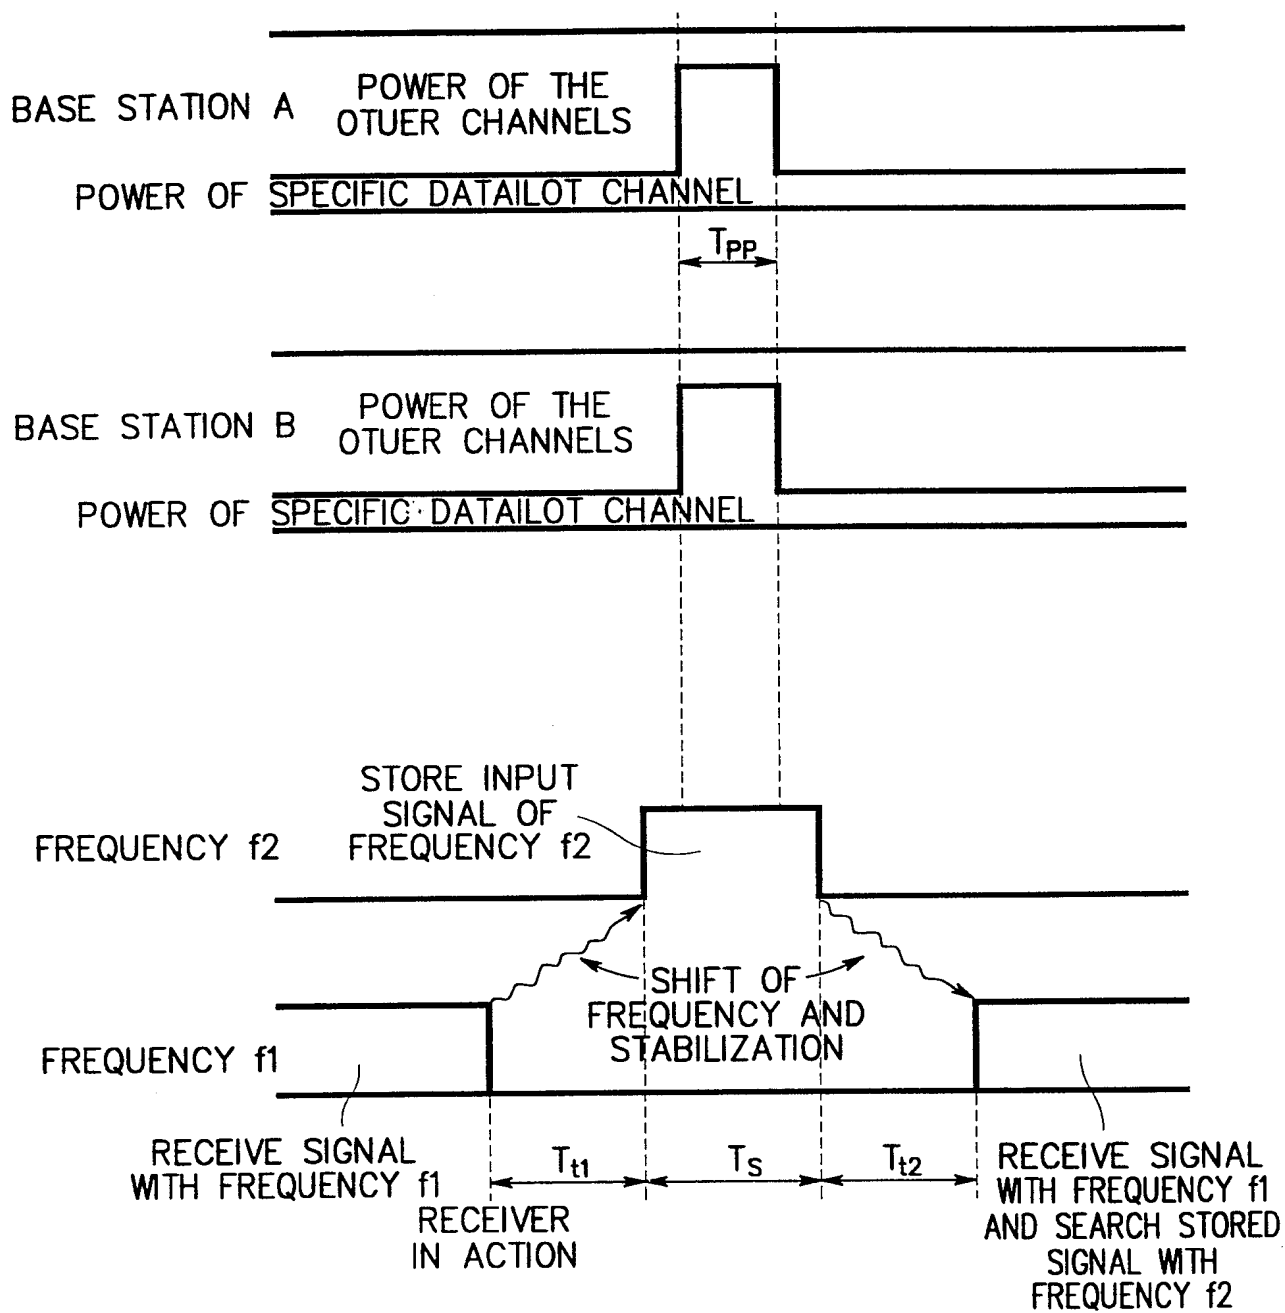 BASE STATION A
POWER OF THE
OTUER CHANNELS
POWER OF SPECIFIC DATAILOT CHANNEL
TPP
BASE STATION B
POWER OF THE
OTUER CHANNELS
POWER OF SPECIFIC DATAILOT CHANNEL
STORE INPUT
SIGNAL OF
FREQUENCY f2
FREQUENCY f2
SHIFT OF
FREQUENCY AND
STABILIZATION
FREQUENCY f1
RECEIVE SIGNAL
WITH FREQUENCY f1
Tt1
TS
Tt2
RECEIVER
IN ACTION
RECEIVE SIGNAL
WITH FREQUENCY f1
AND SEARCH STORED
SIGNAL WITH
FREQUENCY f2